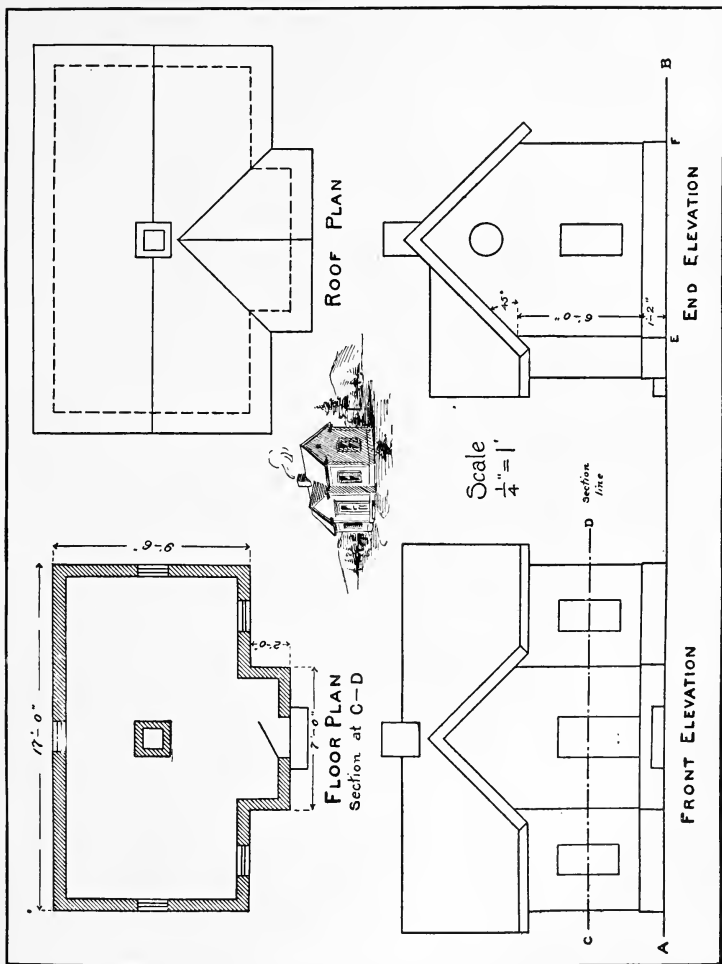 17'-0"
9'-6"
2'-0"
7'-0"
FLOOR PLAN
Section at C-D
ROOF PLAN
Scale
1/4" = 1'
C
D
section
line
A
FRONT ELEVATION
45°
6'-0"
1'-2"
E
F
B
END ELEVATION